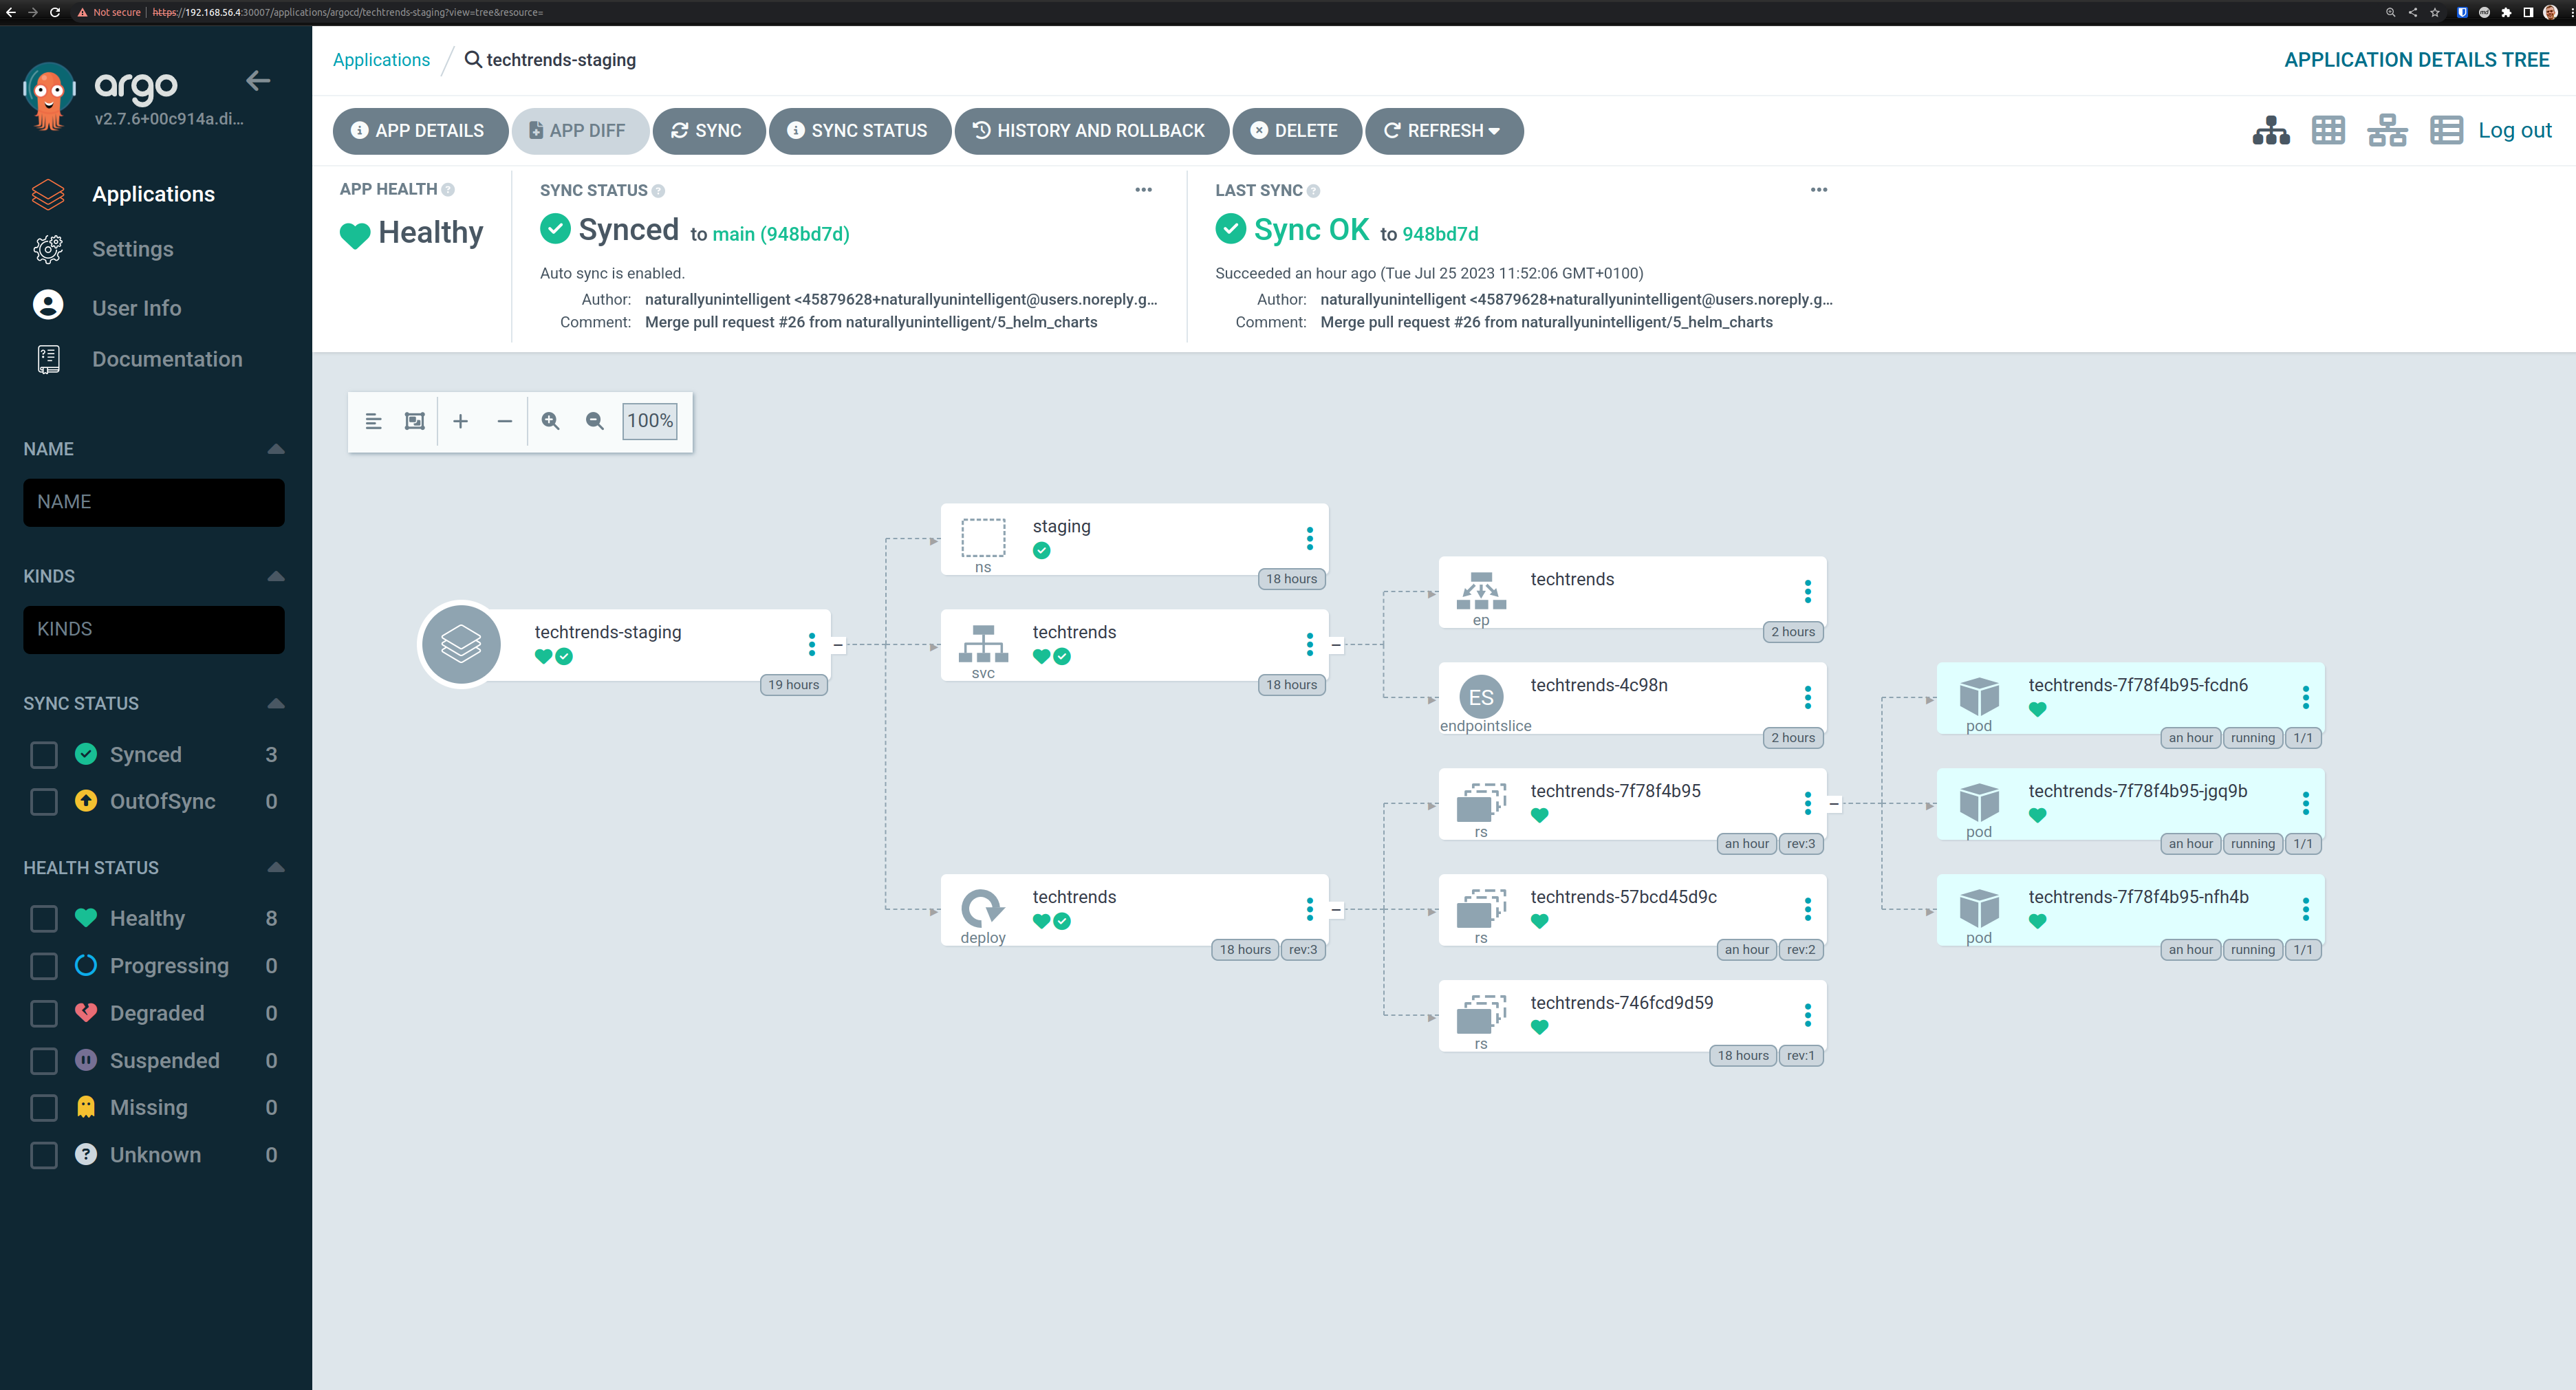 Not secure | https://192.168.56.4:30007/applications/argocd/techtrends-staging?view=tree&resource=
argo
v2.7.6+00c914a.di...
Applications
Settings
User Info
Documentation
NAME
NAME
KINDS
KINDS
SYNC STATUS
Synced 3
OutOfSync 0
HEALTH STATUS
Healthy 8
Progressing 0
Degraded 0
Suspended 0
Missing 0
Unknown 0
Applications / techtrends-staging
APPLICATION DETAILS TREE
APP DETAILS APP DIFF SYNC SYNC STATUS HISTORY AND ROLLBACK DELETE REFRESH
Log out
APP HEALTH
Healthy
SYNC STATUS
Synced to main (948bd7d)
Auto sync is enabled.
Author: naturallyunintelligent <45879628+naturallyunintelligent@users.noreply.g...
Comment: Merge pull request #26 from naturallyunintelligent/5_helm_charts
LAST SYNC
Sync OK to 948bd7d
Succeeded an hour ago (Tue Jul 25 2023 11:52:06 GMT+0100)
Author: naturallyunintelligent <45879628+naturallyunintelligent@users.noreply.g...
Comment: Merge pull request #26 from naturallyunintelligent/5_helm_charts
100%
techtrends-staging
19 hours
staging
ns
18 hours
techtrends
svc
18 hours
techtrends
deploy
18 hours rev:3
techtrends
ep
2 hours
ES
techtrends-4c98n
endpointslice
2 hours
techtrends-7f78f4b95
rs
an hour rev:3
techtrends-57bcd45d9c
rs
an hour rev:2
techtrends-746fcd9d59
rs
18 hours rev:1
techtrends-7f78f4b95-fcdn6
pod
an hour running 1/1
techtrends-7f78f4b95-jgq9b
pod
an hour running 1/1
techtrends-7f78f4b95-nfh4b
pod
an hour running 1/1